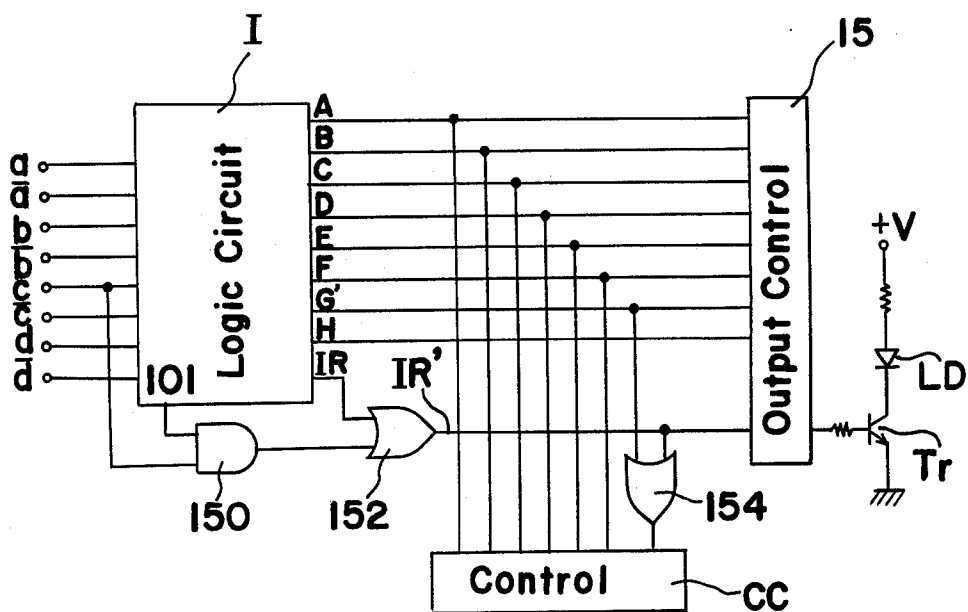 I
15
A
B
C
D
E
F
G'
H
IR
a
ā
b
b̄
c
c̄
d
d̄
101
Logic Circuit
IR'
Output Control
+V
LD
Tr
150
152
154
Control
CC